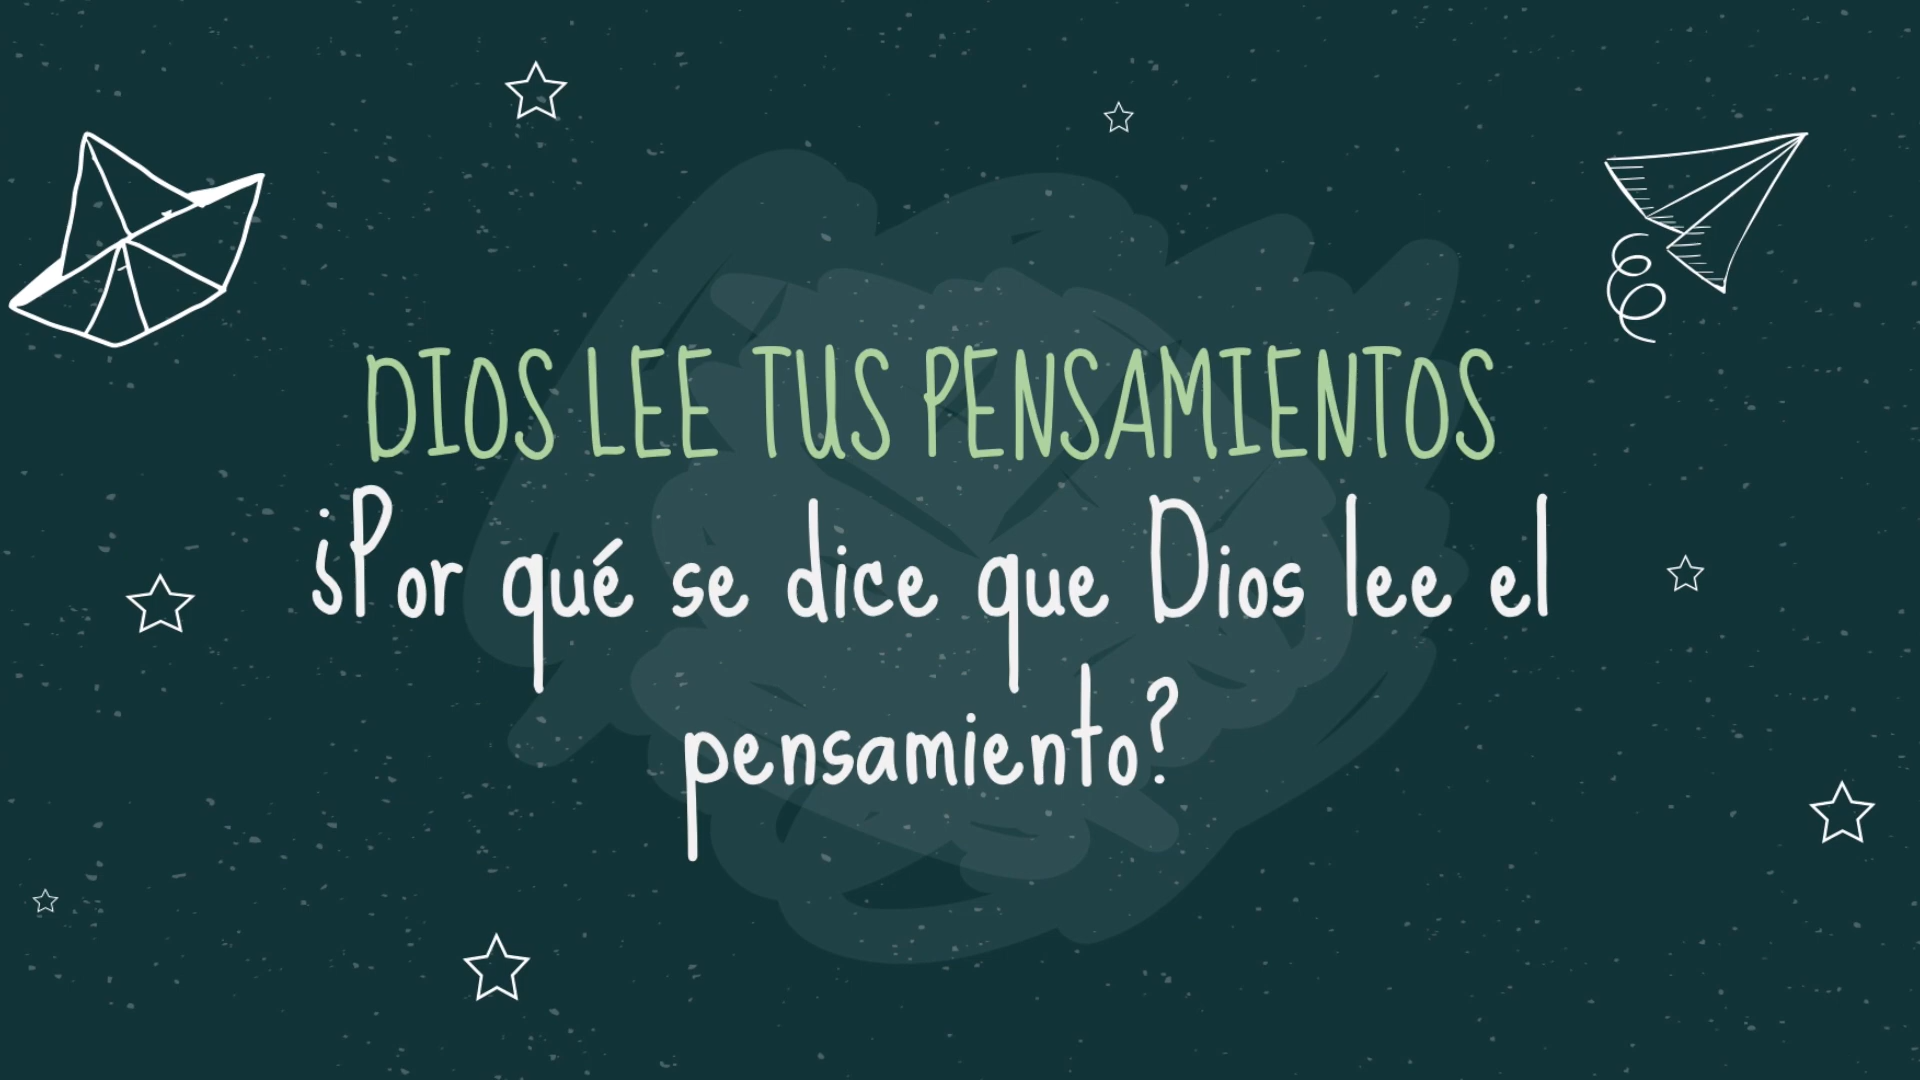 DIOS LEE TUS PENSAMIENTOS
¿Por qué se dice que Dios lee el
pensamiento?